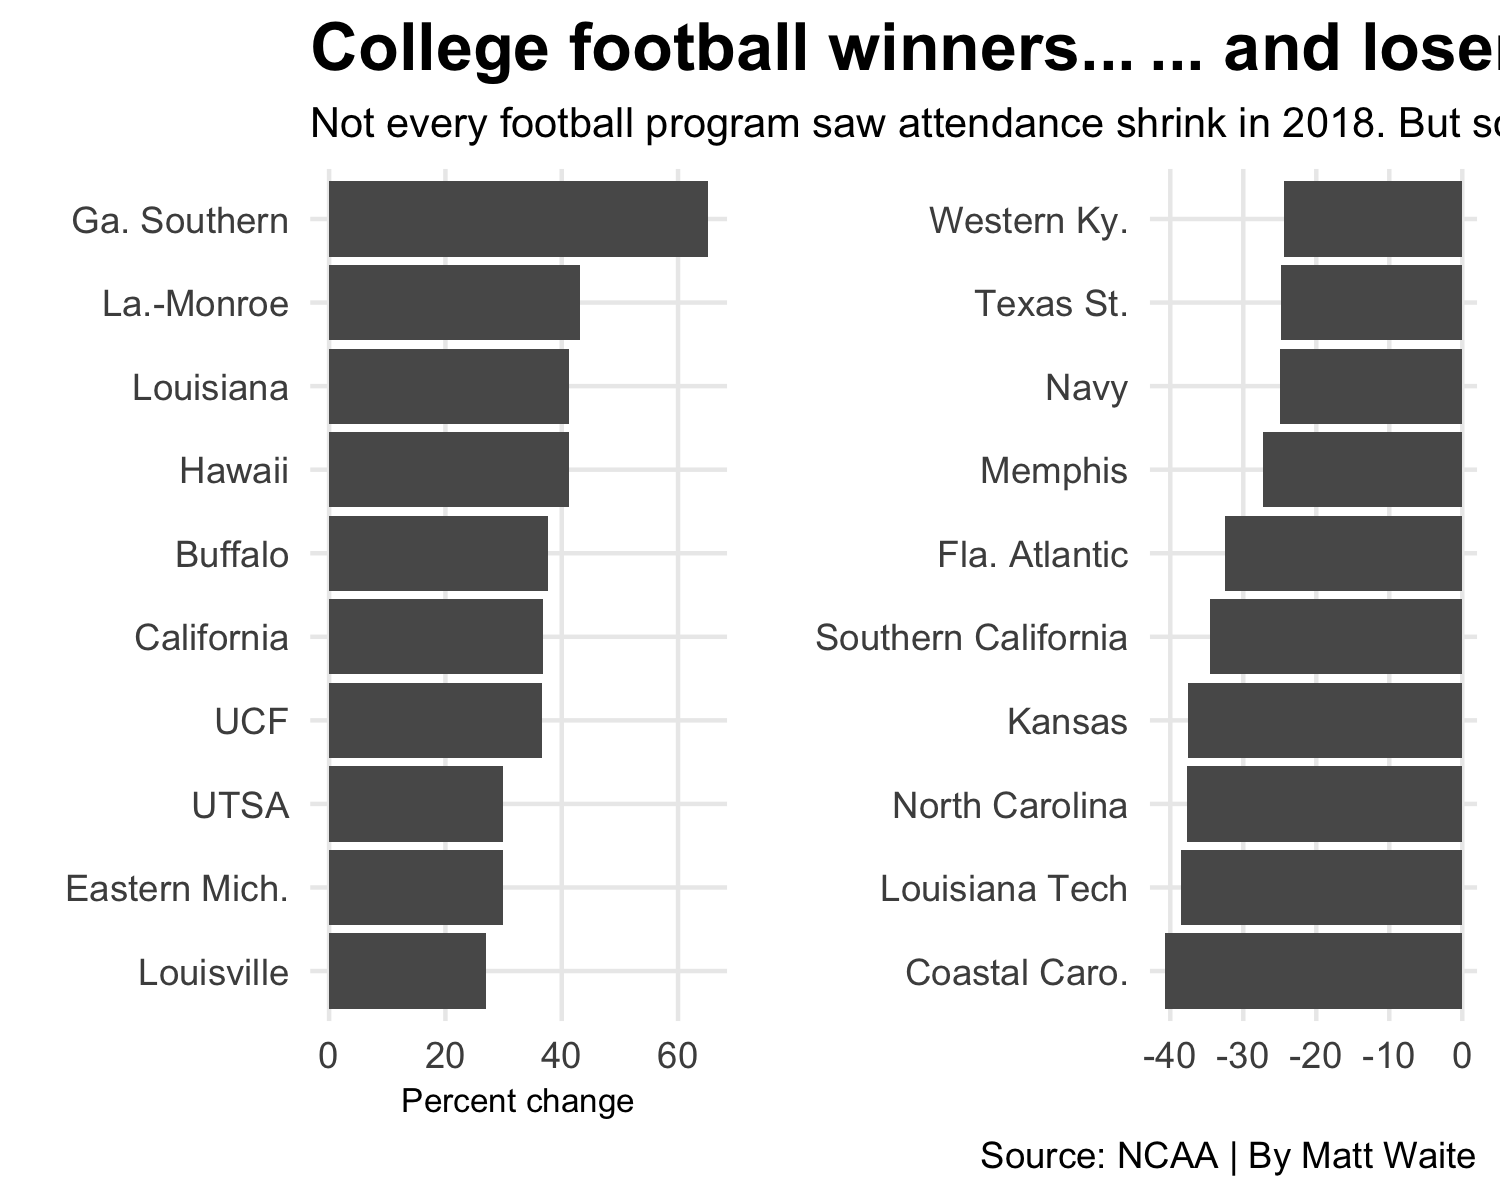 College football winners... ... and loser
Not every football program saw attendance shrink in 2018. But so
Ga. Southern
La.-Monroe
Louisiana
Hawaii
Buffalo
California
UCF
UTSA
Eastern Mich.
Louisville
0 20 40 60
Percent change
Western Ky.
Texas St.
Navy
Memphis
Fla. Atlantic
Southern California
Kansas
North Carolina
Louisiana Tech
Coastal Caro.
-40 -30 -20 -10 0
Source: NCAA | By Matt Waite